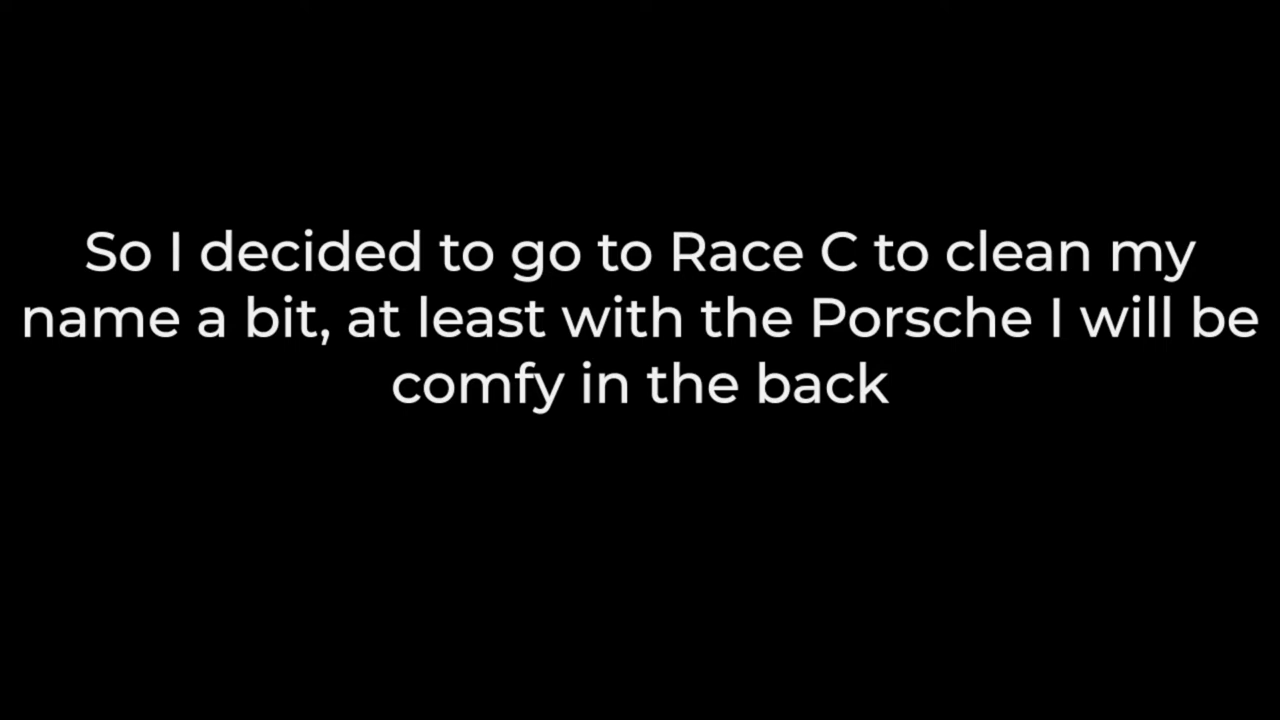 So I decided to go to Race C to clean my
name a bit, at least with the Porsche I will be
comfy in the back